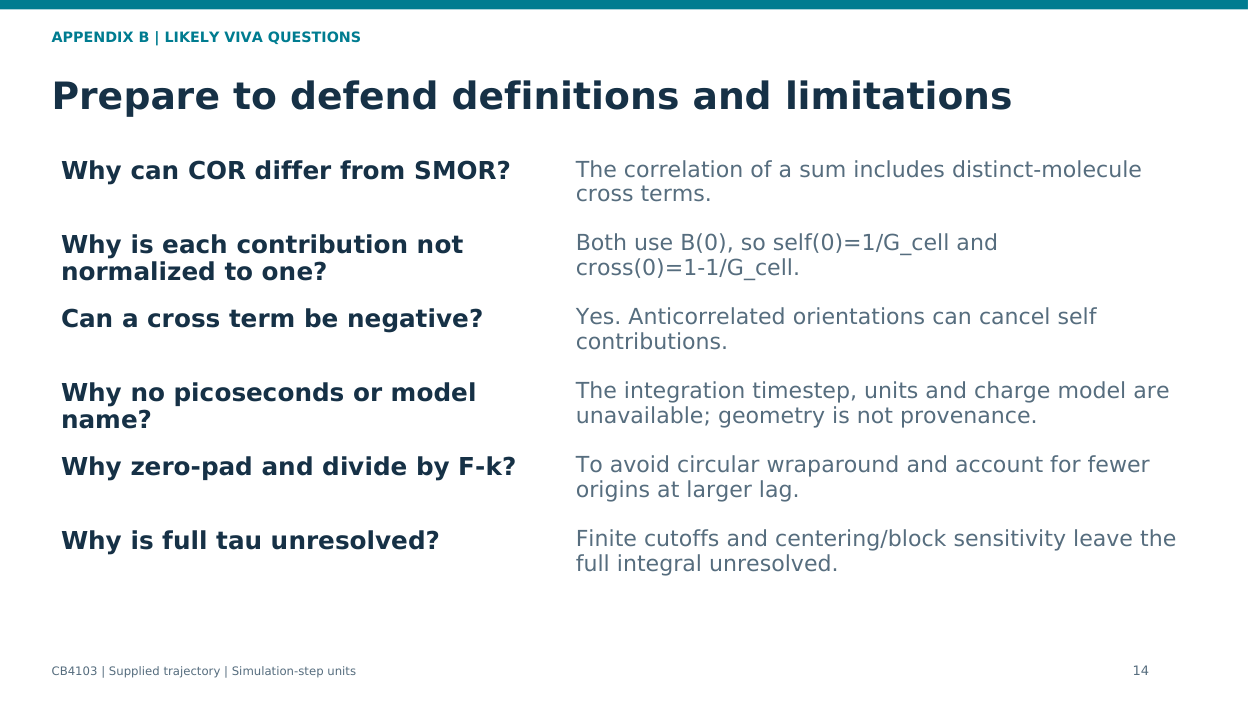 APPENDIX B | LIKELY VIVA QUESTIONS
Prepare to defend definitions and limitations
Why can COR differ from SMOR?
The correlation of a sum includes distinct-molecule
cross terms.
Why is each contribution not
normalized to one?
Both use B(0), so self(0)=1/G_cell and
cross(0)=1-1/G_cell.
Can a cross term be negative?
Yes. Anticorrelated orientations can cancel self
contributions.
Why no picoseconds or model
name?
The integration timestep, units and charge model are
unavailable; geometry is not provenance.
Why zero-pad and divide by F-k?
To avoid circular wraparound and account for fewer
origins at larger lag.
Why is full tau unresolved?
Finite cutoffs and centering/block sensitivity leave the
full integral unresolved.
CB4103 | Supplied trajectory | Simulation-step units
14